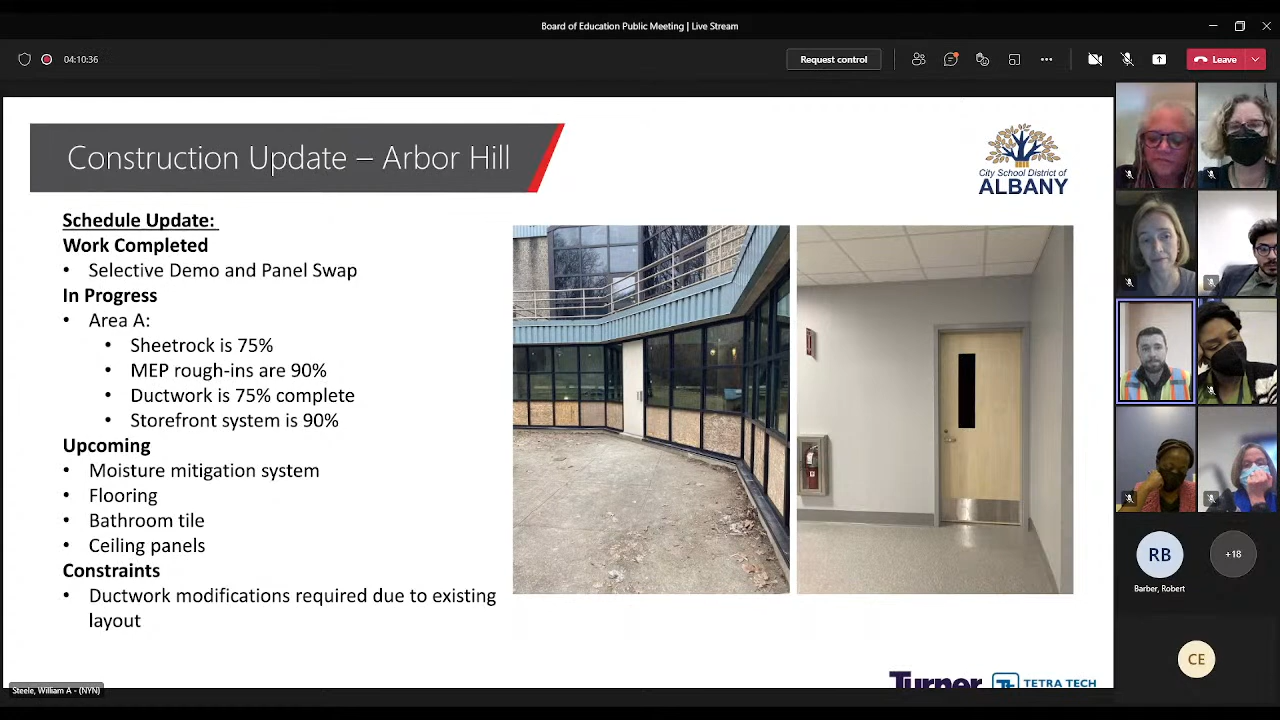 Board of Education Public Meeting | Live Stream
04:10:36
Request control
Leave
Construction Update – Arbor Hill
City School District of
ALBANY
Schedule Update:
Work Completed
• Selective Demo and Panel Swap
In Progress
• Area A:
• Sheetrock is 75%
• MEP rough-ins are 90%
• Ductwork is 75% complete
• Storefront system is 90%
Upcoming
• Moisture mitigation system
• Flooring
• Bathroom tile
• Ceiling panels
Constraints
• Ductwork modifications required due to existing
layout
Turner
TETRA TECH
Steele, William A - (NYN)
RB
+18
Barber, Robert
CE